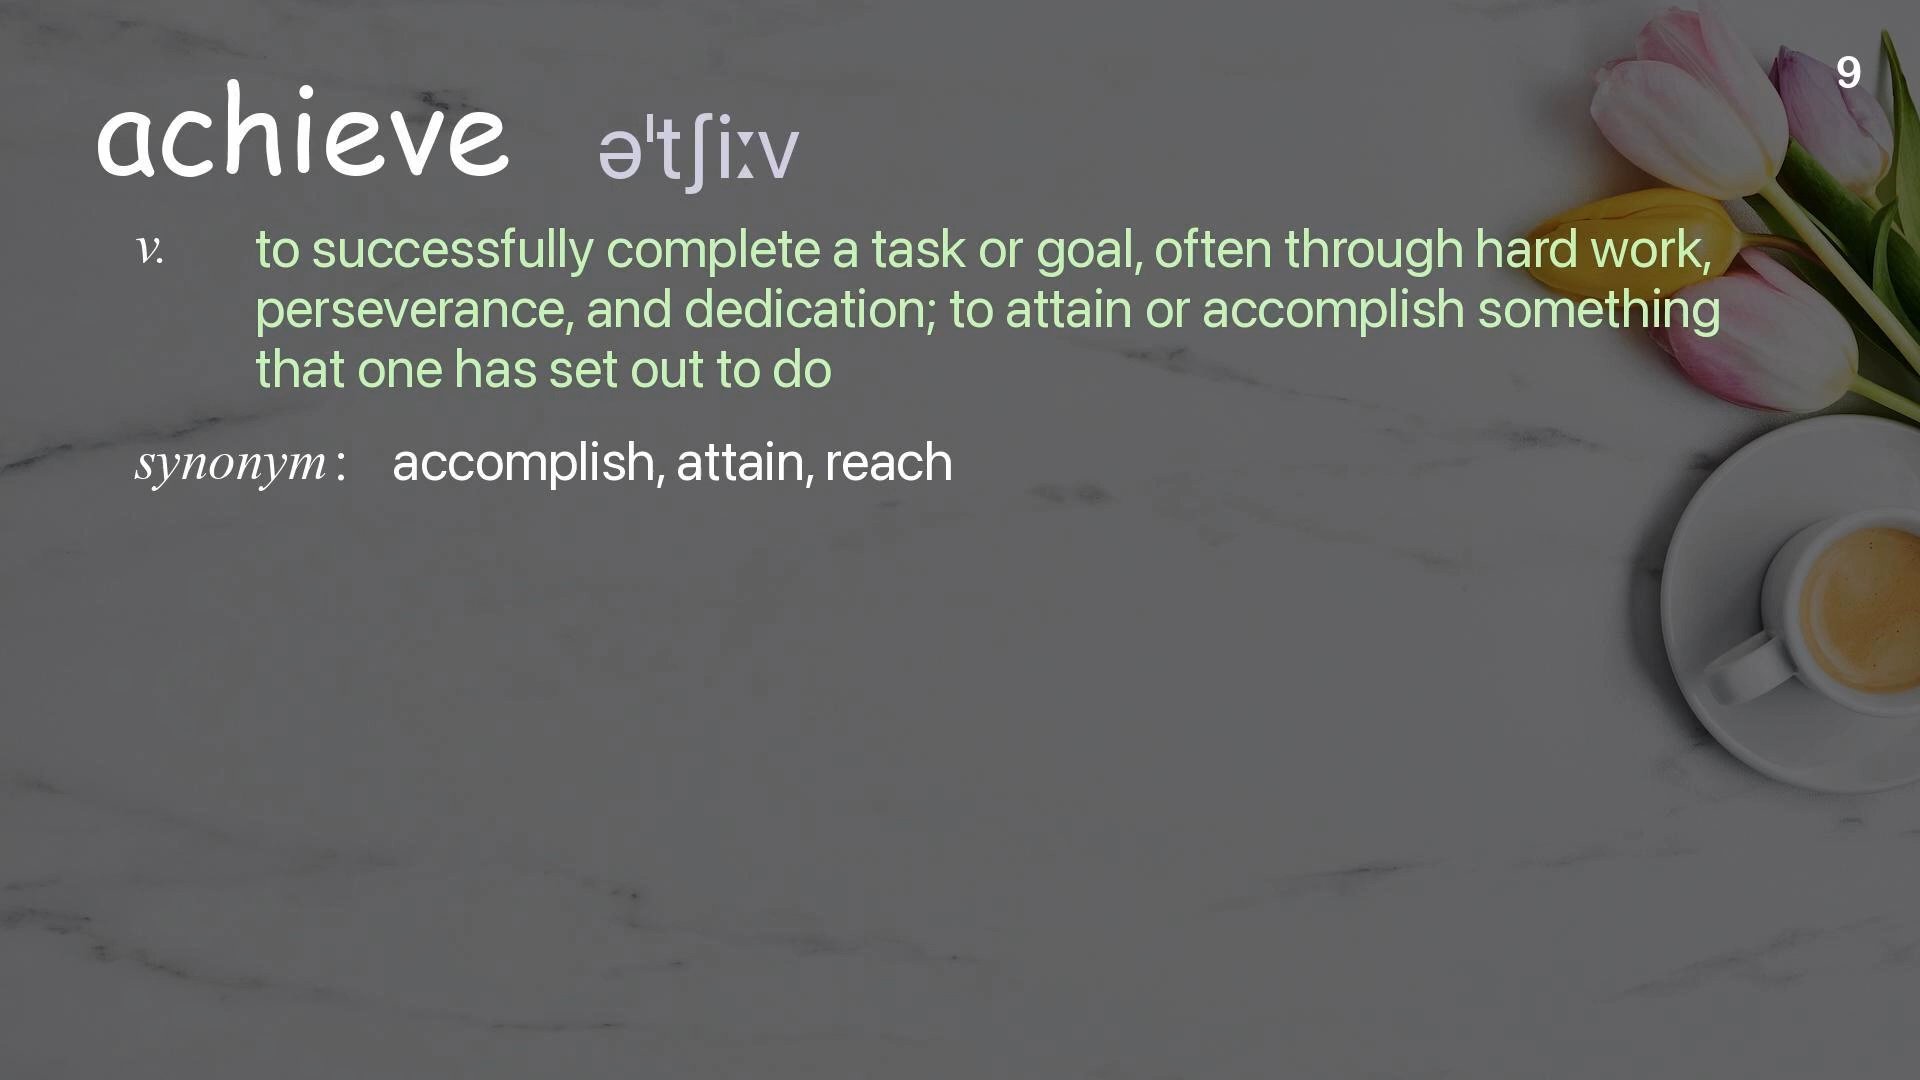 9
achieve əˈtʃiːv
v. to successfully complete a task or goal, often through hard work,
perseverance, and dedication; to attain or accomplish something
that one has set out to do
synonym : accomplish, attain, reach